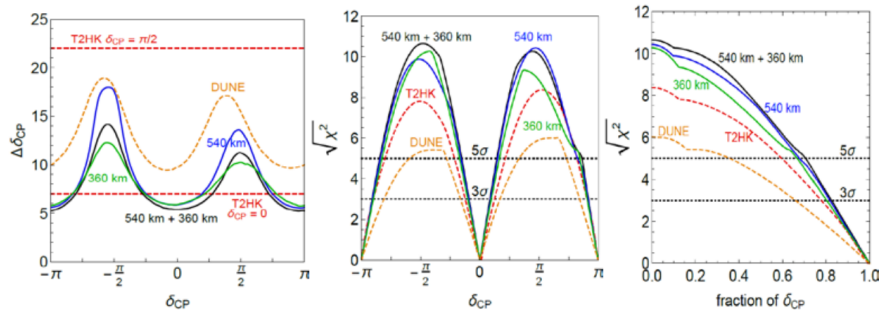 T2HK δCP = π/2
DUNE
540 km
360 km
540 km + 360 km
T2HK
δCP = 0
ΔδCP
25
20
15
10
5
0
−π
−π/2
0
π/2
π
δCP
540 km + 360 km
540 km
T2HK
360 km
DUNE
5σ
3σ
√χ²
12
10
8
6
4
2
0
−π
−π/2
0
π/2
π
δCP
540 km + 360 km
360 km
540 km
T2HK
DUNE
5σ
3σ
√χ²
12
10
8
6
4
2
0
0.0
0.2
0.4
0.6
0.8
1.0
fraction of δCP